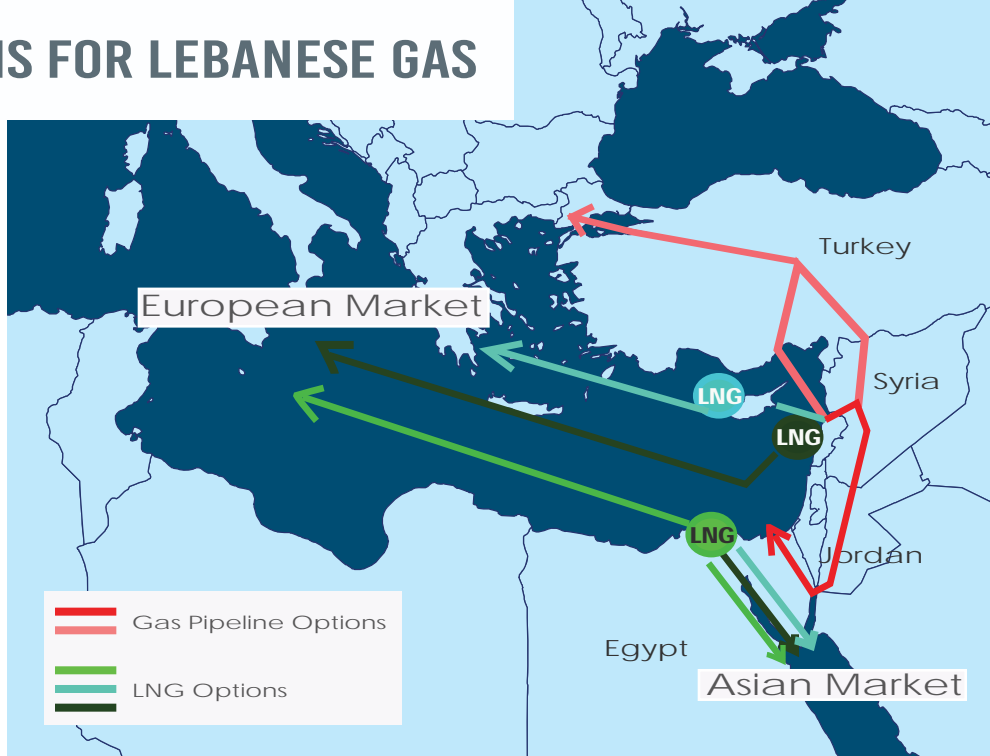 IS FOR LEBANESE GAS
Turkey
European Market
Syria
LNG
LNG
LNG
Jordan
Gas Pipeline Options
Egypt
Asian Market
LNG Options